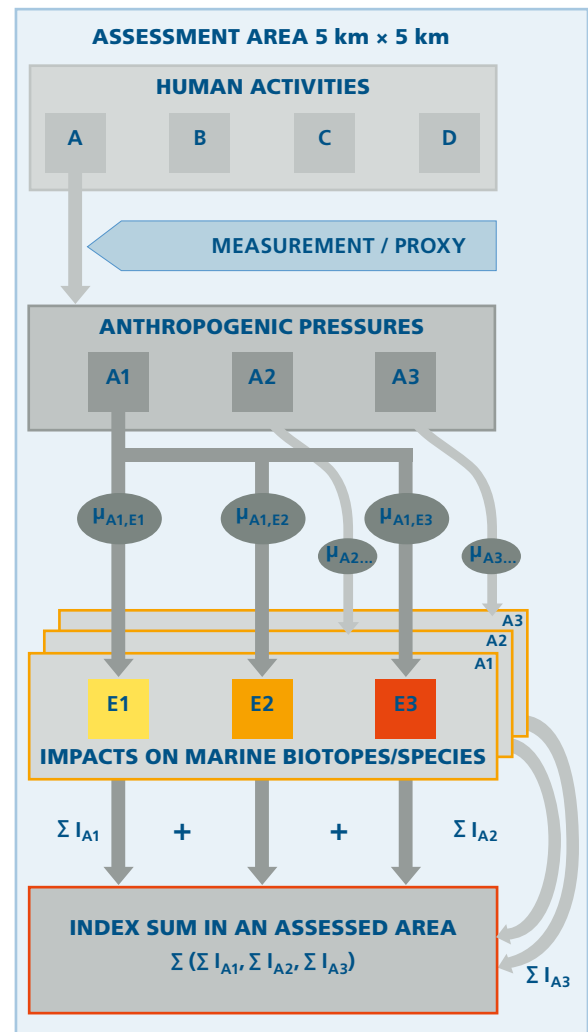 ASSESSMENT AREA 5 km × 5 km
HUMAN ACTIVITIES
A B C D
MEASUREMENT / PROXY
ANTHROPOGENIC PRESSURES
A1 A2 A3
μA1,E1 μA1,E2 μA1,E3
μA2... μA3...
A3
A2
A1
E1 E2 E3
IMPACTS ON MARINE BIOTOPES/SPECIES
Σ IA1 + + Σ IA2
INDEX SUM IN AN ASSESSED AREA
Σ (Σ IA1, Σ IA2, Σ IA3)
Σ IA3